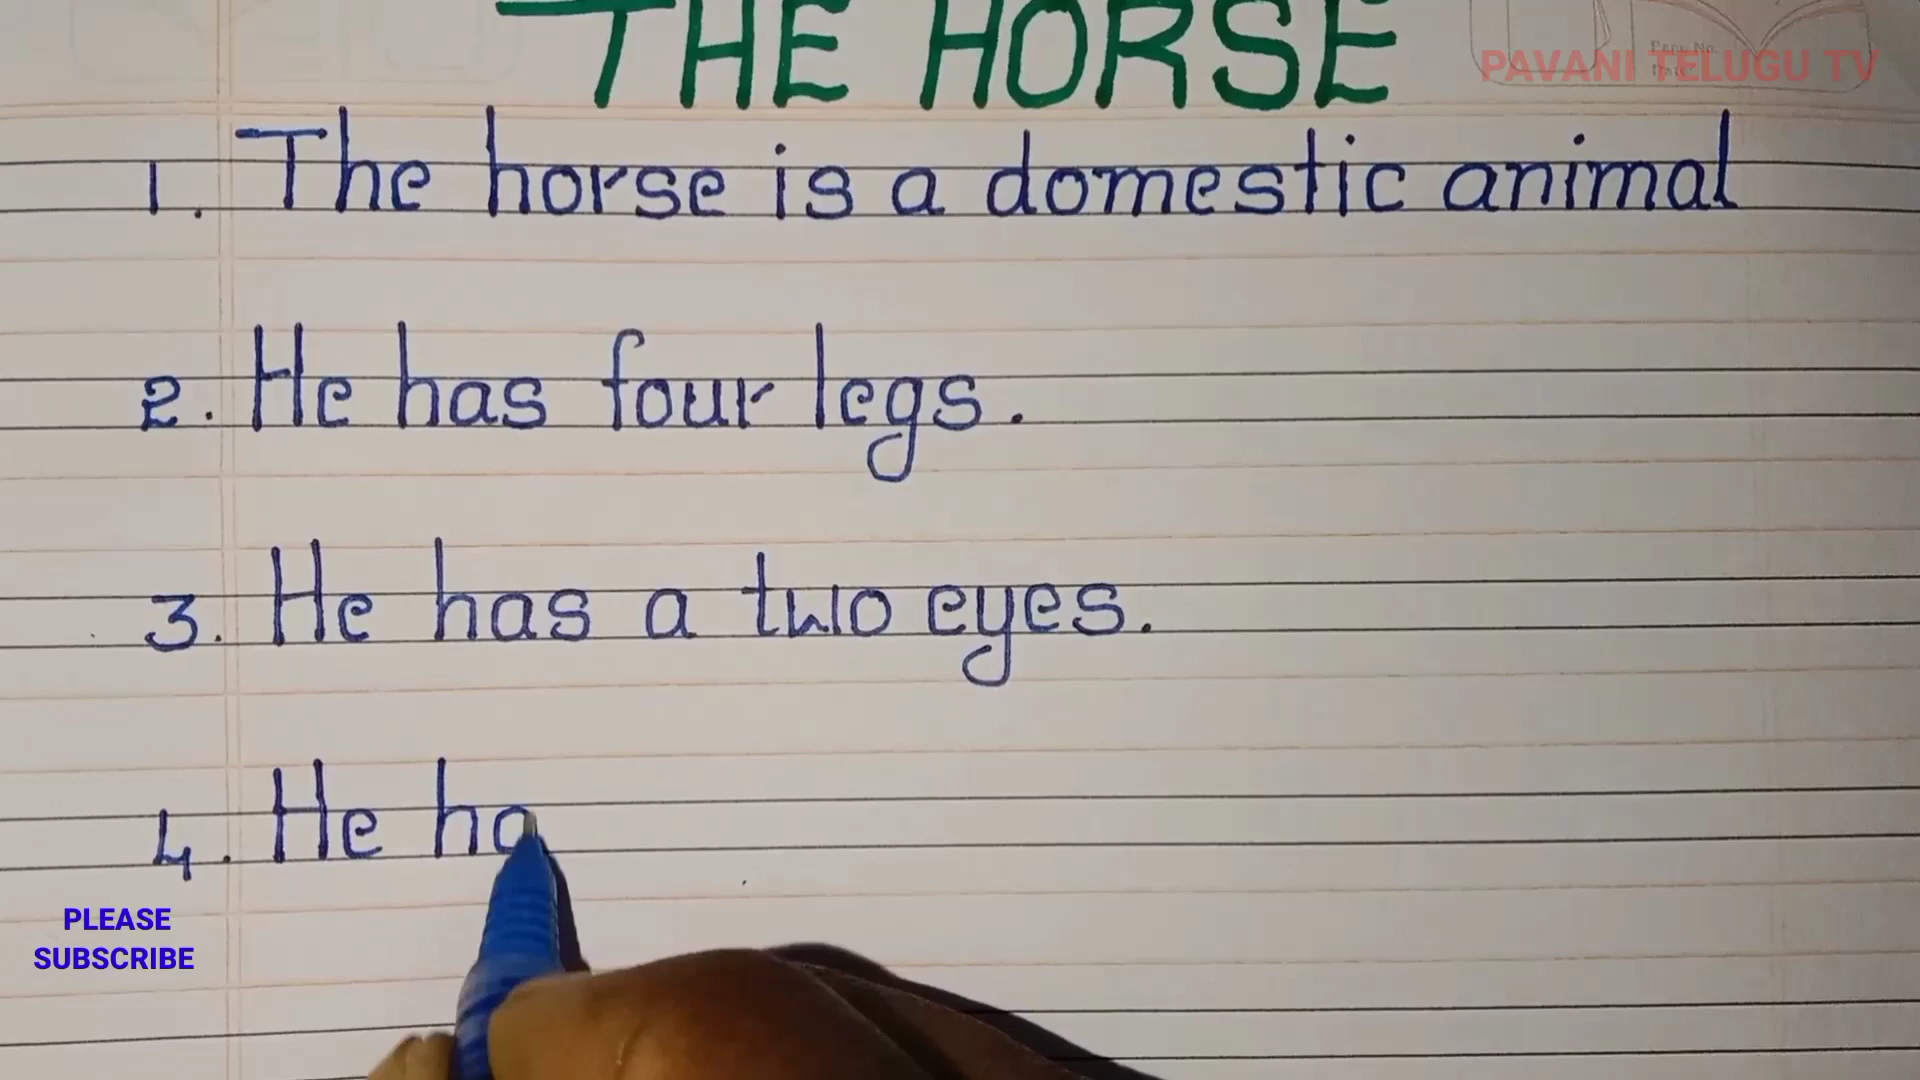 THE HORSE
PAVANI TELUGU TV
1. The horse is a domestic animal
2. He has four legs.
3. He has a two eyes.
4. He ha
PLEASE
SUBSCRIBE